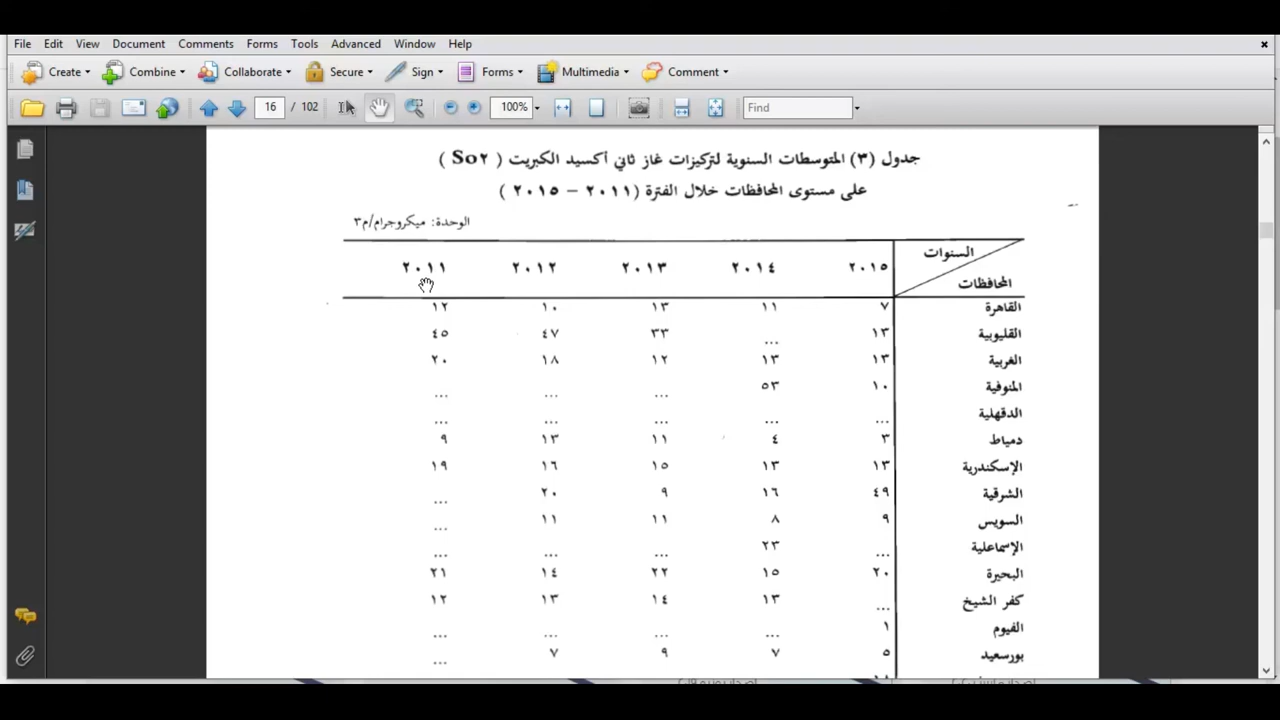 File Edit View Document Comments Forms Tools Advanced Window Help
Create Combine Collaborate Secure Sign Forms Multimedia Comment
16 / 102 100% Find
جدول (٣) المتوسطات السنوية لتركيزات غاز ثاني أكسيد الكبريت ( So٢ )
على مستوى المحافظات خلال الفترة (٢٠١١ – ٢٠١٥ )
الوحدة: ميكروجرام/م٣
السنوات
المحافظات ٢٠١٥ ٢٠١٤ ٢٠١٣ ٢٠١٢ ٢٠١١
القاهرة ٧ ١١ ١٣ ١٠ ١٢
القليوبية ١٣ ... ٣٣ ٤٧ ٤٥
الغربية ١٣ ١٣ ١٢ ١٨ ٢٠
المنوفية ١٠ ٥٣ ... ... ...
الدقهلية ... ... ... ... ...
دمياط ٣ ٤ ١١ ١٣ ٩
الإسكندرية ١٣ ١٣ ١٥ ١٦ ١٩
الشرقية ٤٩ ١٦ ٩ ٢٠ ...
السويس ٩ ٨ ١١ ١١ ...
الإسماعلية ... ٢٣ ... ... ...
البحيرة ٢٠ ١٥ ٢٢ ١٤ ٢١
كفر الشيخ ... ١٣ ١٤ ١٣ ١٢
الفيوم ١ ... ... ... ...
بورسعيد ٥ ٧ ٩ ٧ ...